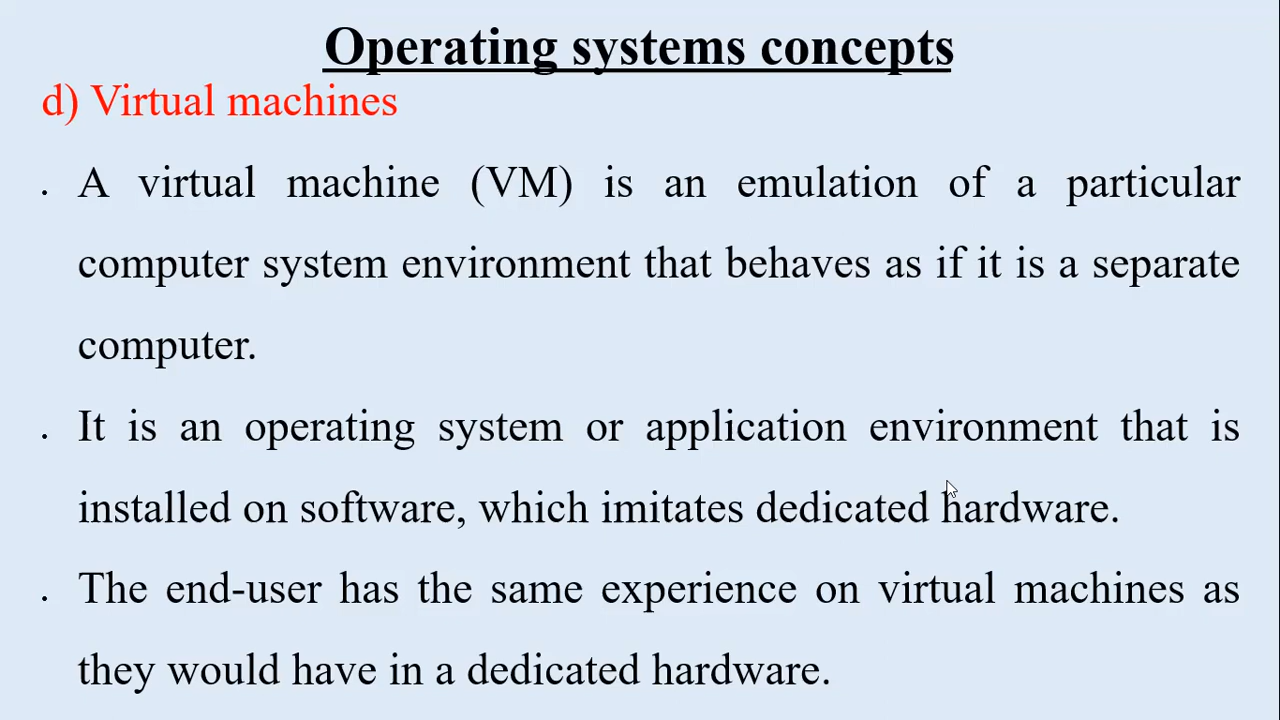 Operating systems concepts
d) Virtual machines
. A virtual machine (VM) is an emulation of a particular
computer system environment that behaves as if it is a separate
computer.
. It is an operating system or application environment that is
installed on software, which imitates dedicated hardware.
. The end-user has the same experience on virtual machines as
they would have in a dedicated hardware.